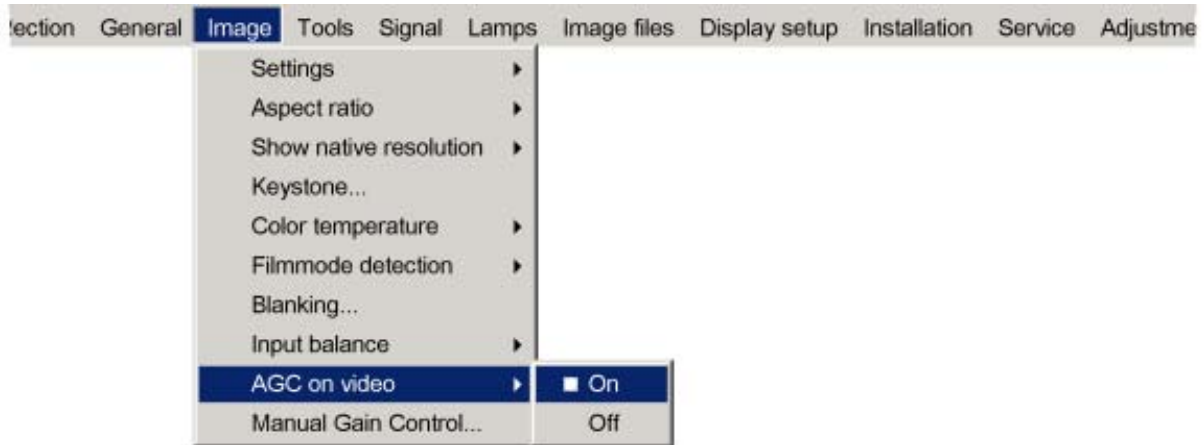 ection General Image Tools Signal Lamps Image files Display setup Installation Service Adjustme
Settings
Aspect ratio
Show native resolution
Keystone...
Color temperature
Filmmode detection
Blanking...
Input balance
AGC on video On
Manual Gain Control... Off